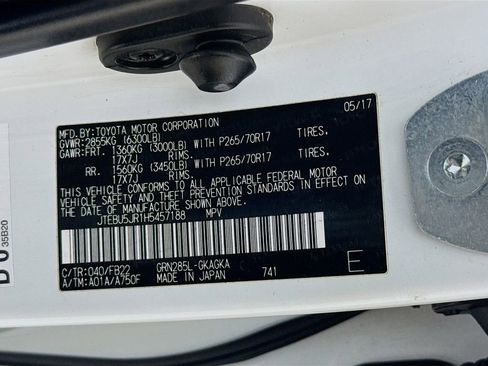 MFD. BY: TOYOTA MOTOR CORPORATION 05/17
GVWR: 2855KG (6300LB)
GAWR: FRT. 1360KG (3000LB) WITH P265/70R17 TIRES,
17X7J RIMS.
RR. 1560KG (3450LB) WITH P265/70R17 TIRES,
17X7J RIMS.
THIS VEHICLE CONFORMS TO ALL APPLICABLE FEDERAL MOTOR
VEHICLE SAFETY AND THEFT PREVENTION STANDARDS IN EFFECT ON
THE DATE OF MANUFACTURE SHOWN ABOVE.
JTEBU5JR1H5457188 MPV
C/TR: 040/FB22 GRN285L-GKAGKA
A/TM: A01A/A750F MADE IN JAPAN 741 E
35B20